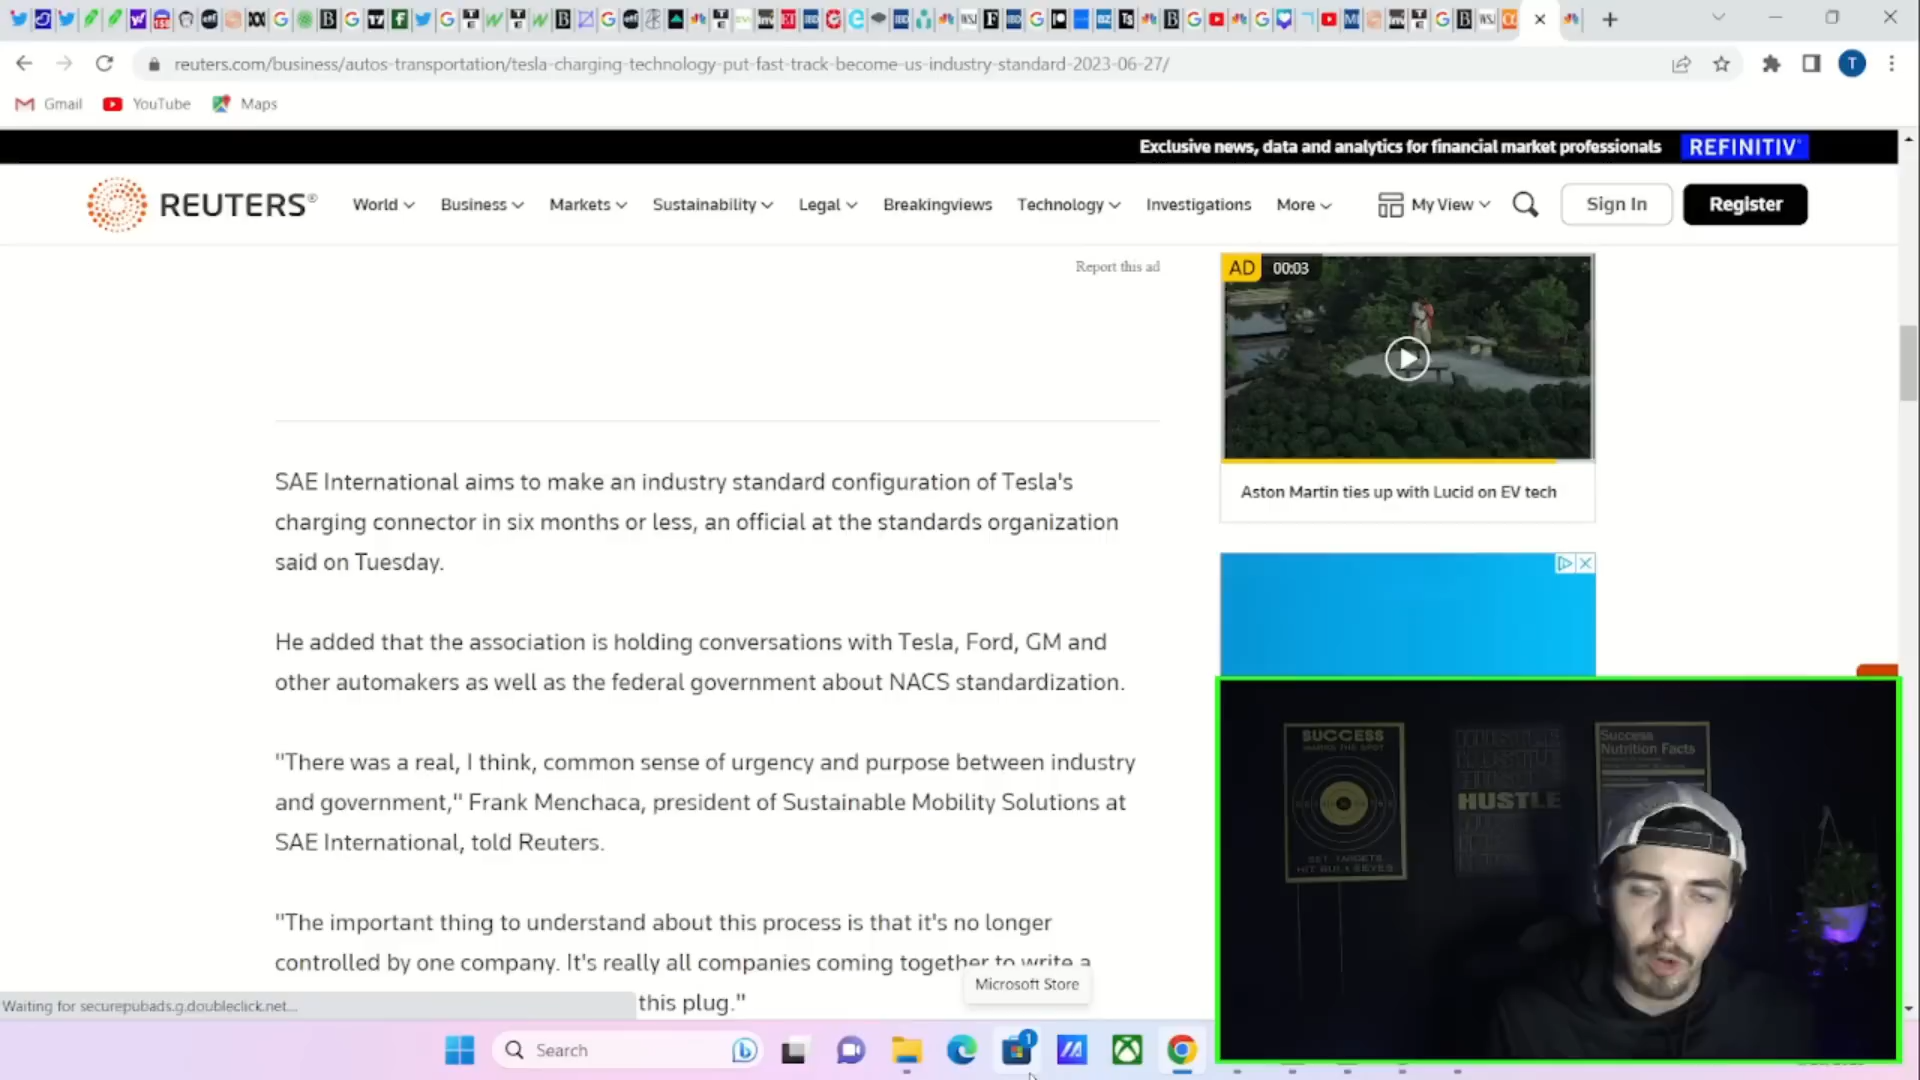 reuters.com/business/autos-transportation/tesla-charging-technology-put-fast-track-become-us-industry-standard-2023-06-27/
T
Gmail YouTube Maps
Exclusive news, data and analytics for financial market professionals REFINITIV
REUTERS® World Business Markets Sustainability Legal Breakingviews Technology Investigations More My View Sign In Register
Report this ad
AD 00:03
Aston Martin ties up with Lucid on EV tech
SAE International aims to make an industry standard configuration of Tesla's
charging connector in six months or less, an official at the standards organization
said on Tuesday.
He added that the association is holding conversations with Tesla, Ford, GM and
other automakers as well as the federal government about NACS standardization.
"There was a real, I think, common sense of urgency and purpose between industry
and government," Frank Menchaca, president of Sustainable Mobility Solutions at
SAE International, told Reuters.
"The important thing to understand about this process is that it's no longer
controlled by one company. It's really all companies coming together to write a
this plug."
Microsoft Store
Waiting for securepubads.g.doubleclick.net...
Search
1
SUCCESS
SET TARGETS
HIT BULLSEYES
HUSTLE
Success
Nutrition Facts